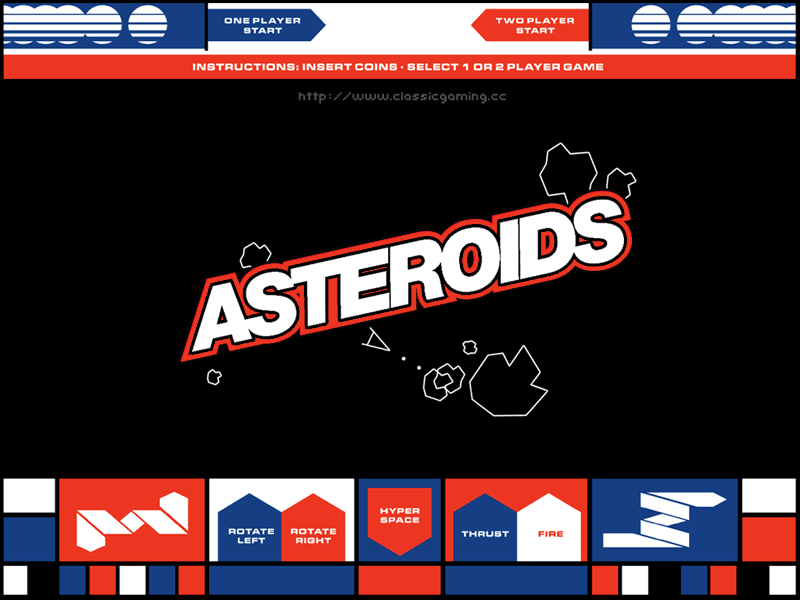 ONE PLAYER
START
TWO PLAYER
START
INSTRUCTIONS: INSERT COINS · SELECT 1 OR 2 PLAYER GAME
http://www.classicgaming.cc
ASTEROIDS
ROTATE
LEFT
ROTATE
RIGHT
HYPER
SPACE
THRUST
FIRE